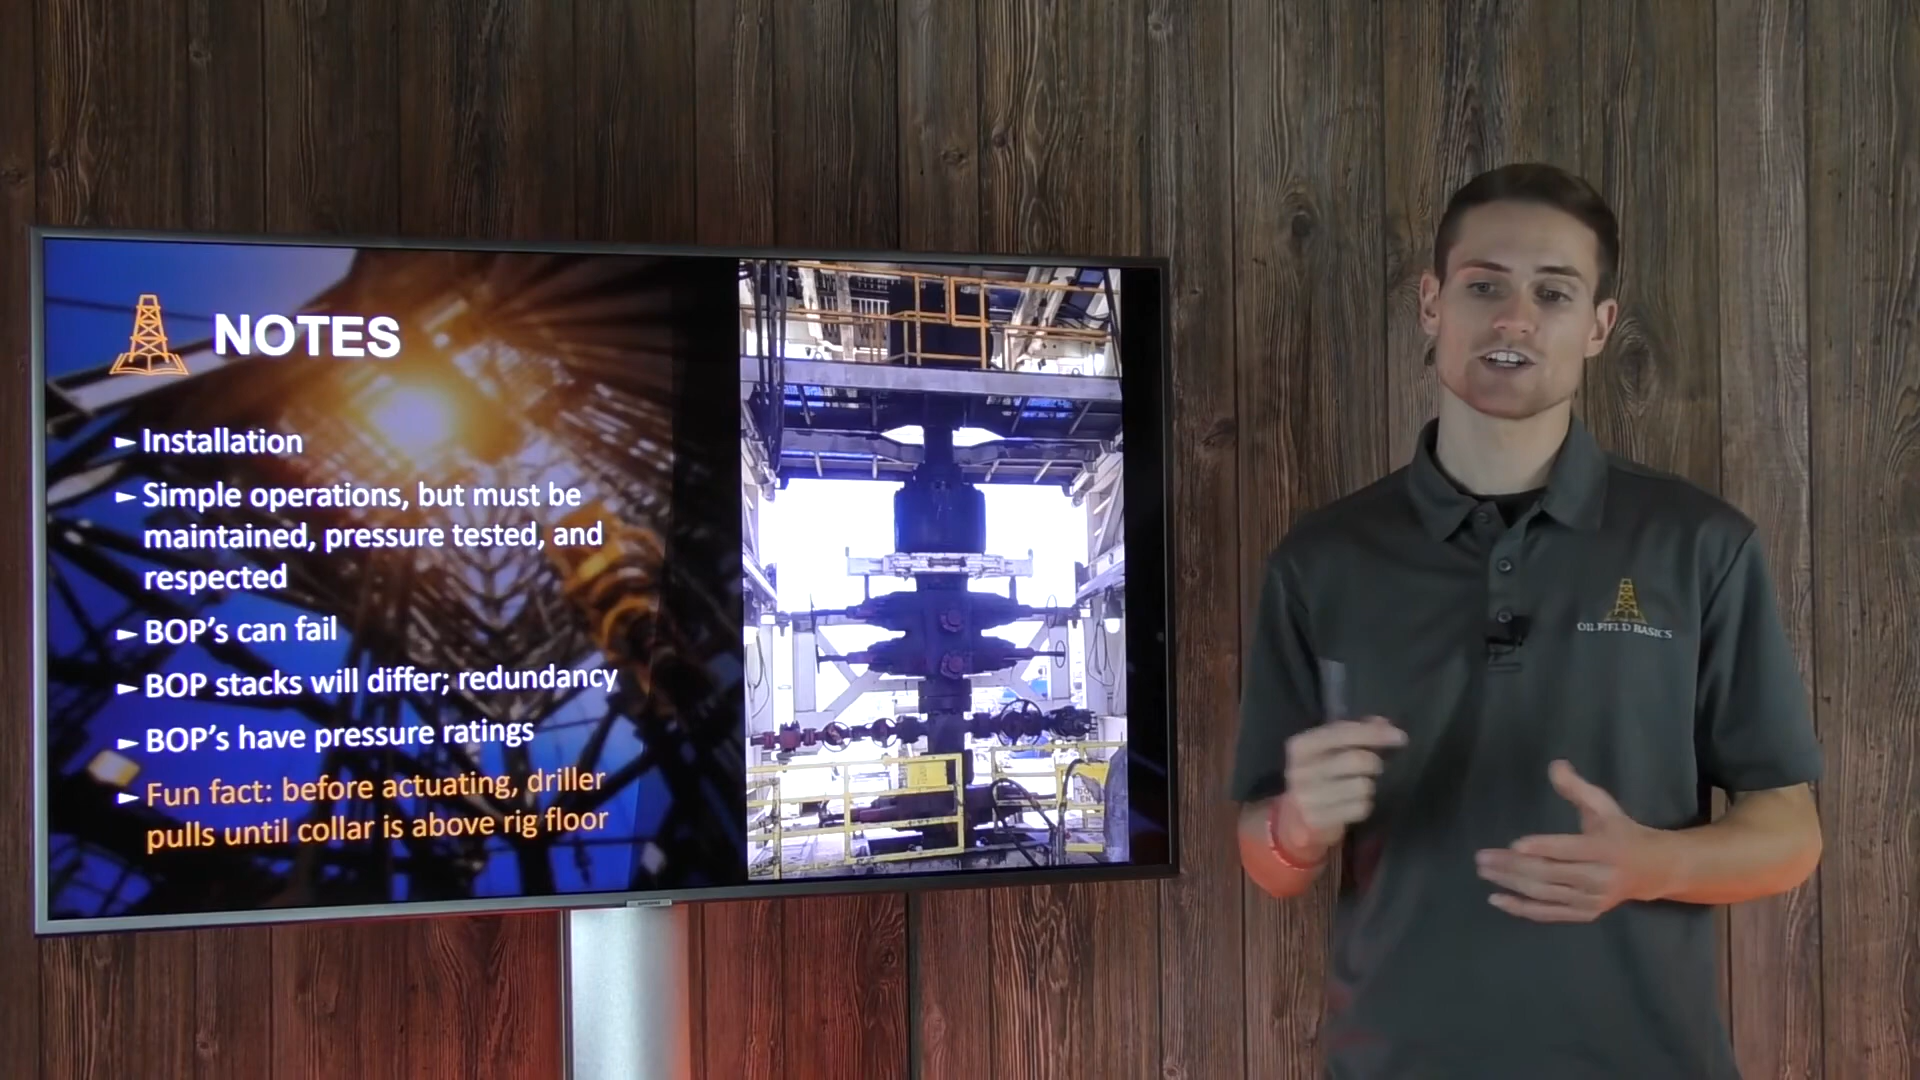 NOTES
► Installation
► Simple operations, but must be
maintained, pressure tested, and
respected
► BOP's can fail
► BOP stacks will differ; redundancy
► BOP's have pressure ratings
► Fun fact: before actuating, driller
pulls until collar is above rig floor
SAMSUNG
OILFIELD BASICS